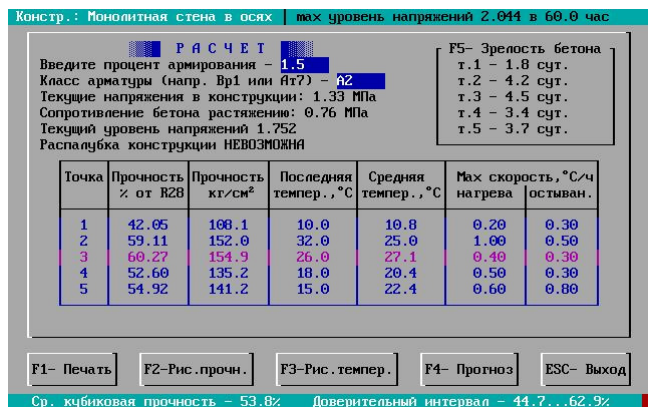 Констр.: Монолитная стена в осях max уровень напряжений 2.044 в 60.0 час
Р А С Ч Е Т
Введите процент армирования - 1.5
Класс арматуры (напр. Вр1 или Ат7) - А2
Текущие напряжения в конструкции: 1.33 МПа
Сопротивление бетона растяжению: 0.76 МПа
Текущий уровень напряжений 1.752
Распалубка конструкции НЕВОЗМОЖНА
F5- Зрелость бетона
т.1 - 1.8 сут.
т.2 - 4.2 сут.
т.3 - 4.5 сут.
т.4 - 3.4 сут.
т.5 - 3.7 сут.
Точка Прочность Прочность Последняя Средняя Мах скорость,°С/ч
% от R28 кг/см² темпер.,°С темпер.,°С нагрева остыван.
1 42.05 108.1 10.0 10.8 0.20 0.30
2 59.11 152.0 32.0 25.0 1.00 0.50
3 60.27 154.9 26.0 27.1 0.40 0.30
4 52.60 135.2 18.0 20.4 0.50 0.30
5 54.92 141.2 15.0 22.4 0.60 0.80
F1- Печать F2-Рис.прочн. F3-Рис.темпер. F4- Прогноз ESC- Выход
Ср. кубиковая прочность - 53.8% Доверительный интервал - 44.7...62.9%